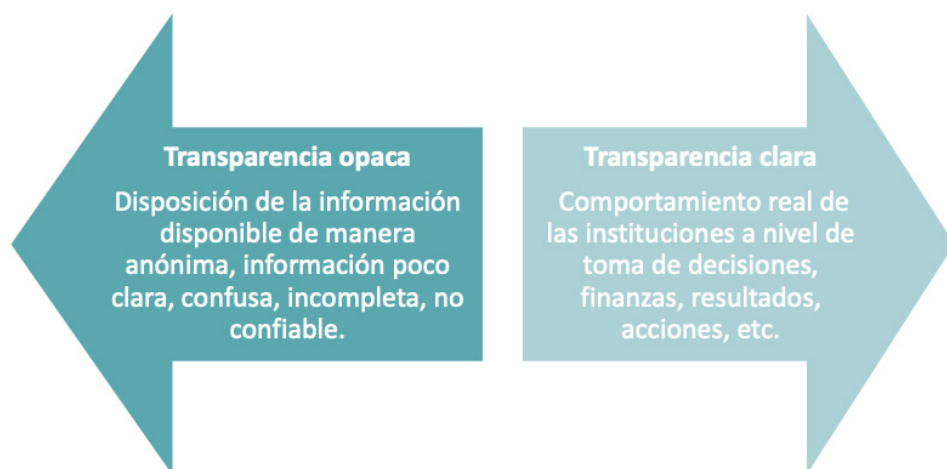 Transparencia opaca
Disposición de la información
disponible de manera
anónima, información poco
clara, confusa, incompleta, no
confiable.
Transparencia clara
Comportamiento real de
las instituciones a nivel de
toma de decisiones,
finanzas, resultados,
acciones, etc.